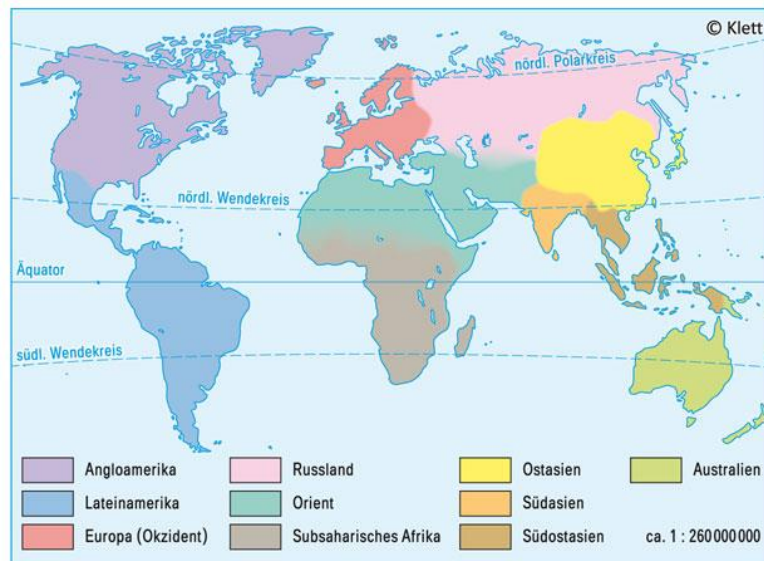 © Klett
nördl. Polarkreis
nördl. Wendekreis
Äquator
südl. Wendekreis
Angloamerika
Russland
Ostasien
Australien
Lateinamerika
Orient
Südasien
Europa (Okzident)
Subsaharisches Afrika
Südostasien
ca. 1 : 260 000 000